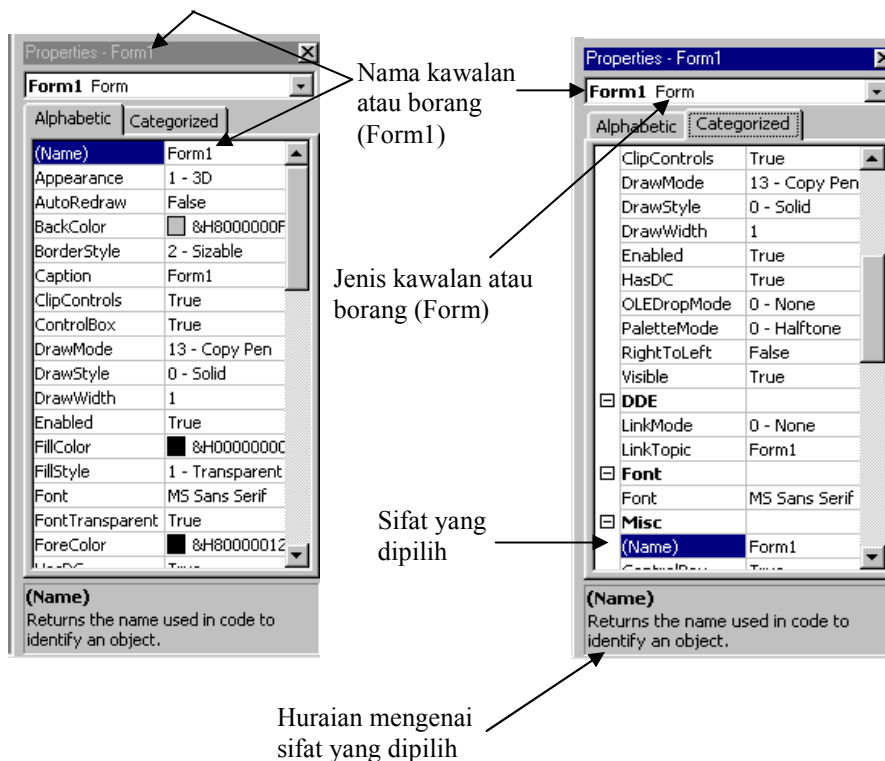 Properties - Form1
Form1 Form
Alphabetic Categorized
(Name) Form1
Appearance 1 - 3D
AutoRedraw False
BackColor &H8000000F
BorderStyle 2 - Sizable
Caption Form1
ClipControls True
ControlBox True
DrawMode 13 - Copy Pen
DrawStyle 0 - Solid
DrawWidth 1
Enabled True
FillColor &H0000000C
FillStyle 1 - Transparent
Font MS Sans Serif
FontTransparent True
ForeColor &H80000012
HasDC True
(Name)
Returns the name used in code to
identify an object.
Nama kawalan
atau borang
(Form1)
Jenis kawalan atau
borang (Form)
Sifat yang
dipilih
Huraian mengenai
sifat yang dipilih
Properties - Form1
Form1 Form
Alphabetic Categorized
ClipControls True
DrawMode 13 - Copy Pen
DrawStyle 0 - Solid
DrawWidth 1
Enabled True
HasDC True
OLEDropMode 0 - None
PaletteMode 0 - Halftone
RightToLeft False
Visible True
DDE
LinkMode 0 - None
LinkTopic Form1
Font
Font MS Sans Serif
Misc
(Name) Form1
ControlBox True
(Name)
Returns the name used in code to
identify an object.